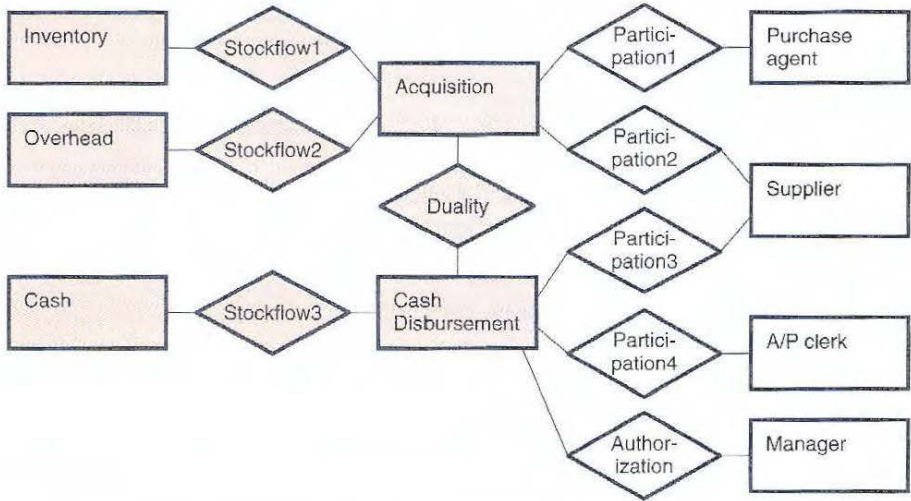 Inventory
Stockflow1
Partici-
pation1
Purchase
agent
Acquisition
Overhead
Stockflow2
Partici-
pation2
Supplier
Duality
Partici-
pation3
Cash
Stockflow3
Cash
Disbursement
Partici-
pation4
A/P clerk
Author-
ization
Manager